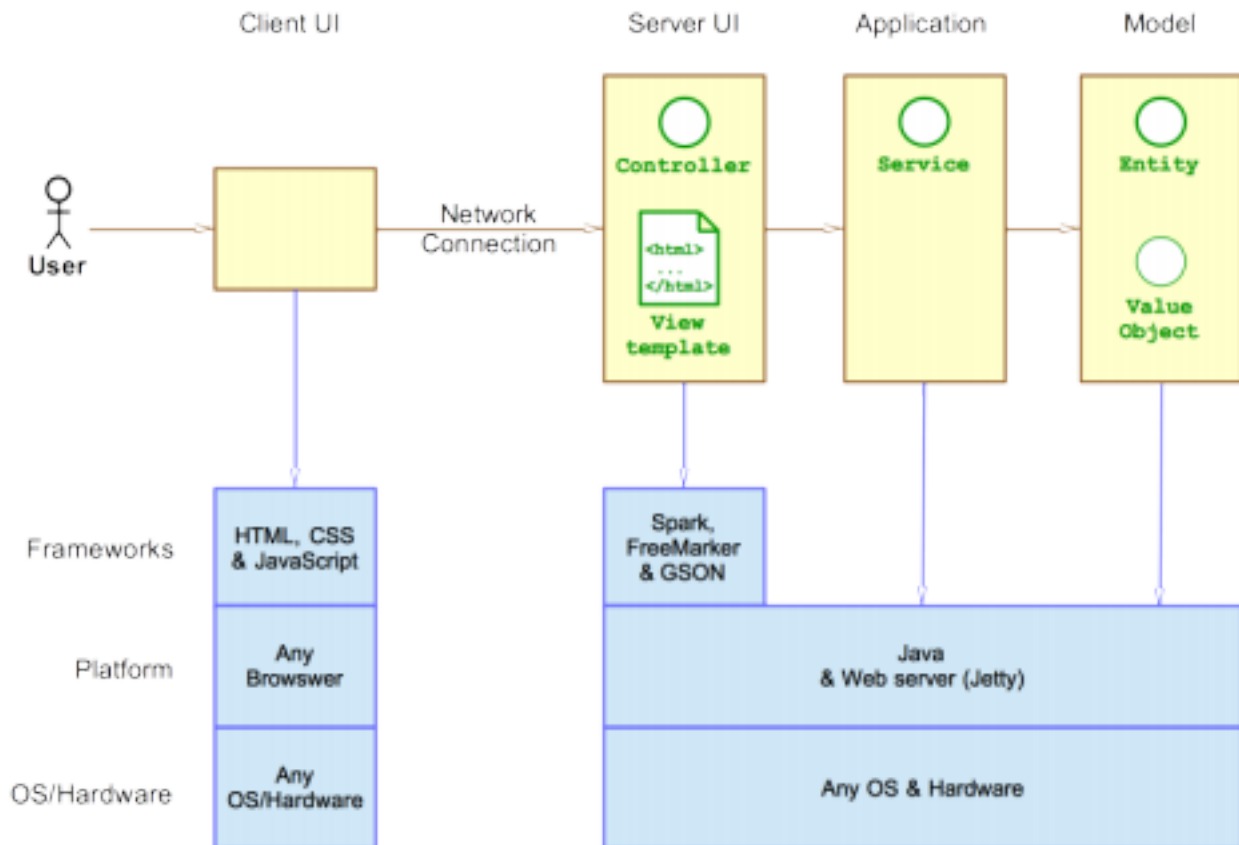 Client UI
Server UI
Application
Model
Controller
Service
Entity
User
Network
Connection
<html>
...
</html>
View
template
Value
Object
Frameworks
HTML, CSS
& JavaScript
Spark,
FreeMarker
& GSON
Platform
Any
Browswer
Java
& Web server (Jetty)
OS/Hardware
Any
OS/Hardware
Any OS & Hardware